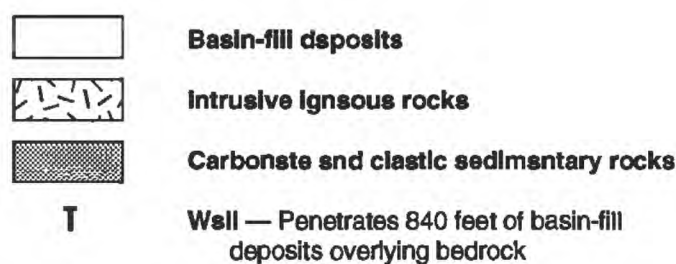 Basin-fill dsposits
intrusive ignsous rocks
Carbonste snd clastic sedimsntary rocks
T
Wsll — Penetrates 840 feet of basin-fill
deposits overlying bedrock